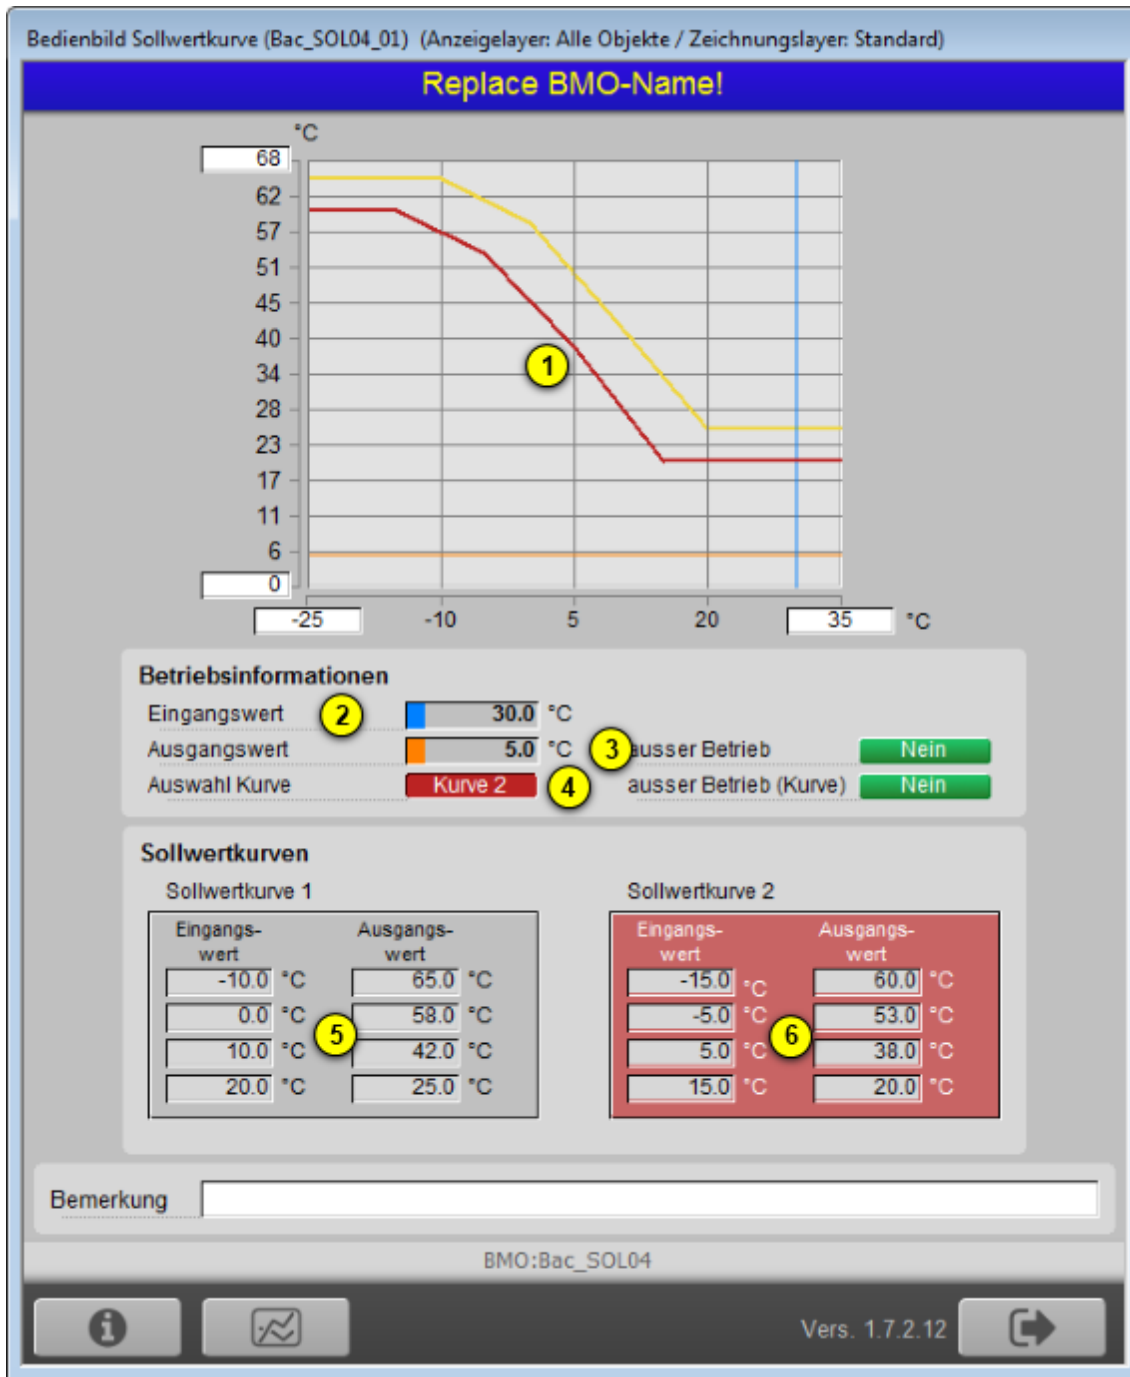 Bedienbild Sollwertkurve (Bac_SOL04_01) (Anzeigelayer: Alle Objekte / Zeichnungslayer: Standard)
Replace BMO-Name!
°C
68
62
57
51
45
40
34
28
23
17
11
6
0
-25 -10 5 20 35 °C
1
Betriebsinformationen
Eingangswert 2 30.0 °C
Ausgangswert 5.0 °C 3 ausser Betrieb Nein
Auswahl Kurve Kurve 2 4 ausser Betrieb (Kurve) Nein
Sollwertkurven
Sollwertkurve 1 Sollwertkurve 2
Eingangs- Ausgangs- Eingangs- Ausgangs-
wert wert wert wert
-10.0 °C 65.0 °C -15.0 °C 60.0 °C
0.0 °C 58.0 °C -5.0 °C 53.0 °C
5 6
10.0 °C 42.0 °C 5.0 °C 38.0 °C
20.0 °C 25.0 °C 15.0 °C 20.0 °C
Bemerkung
BMO:Bac_SOL04
Vers. 1.7.2.12